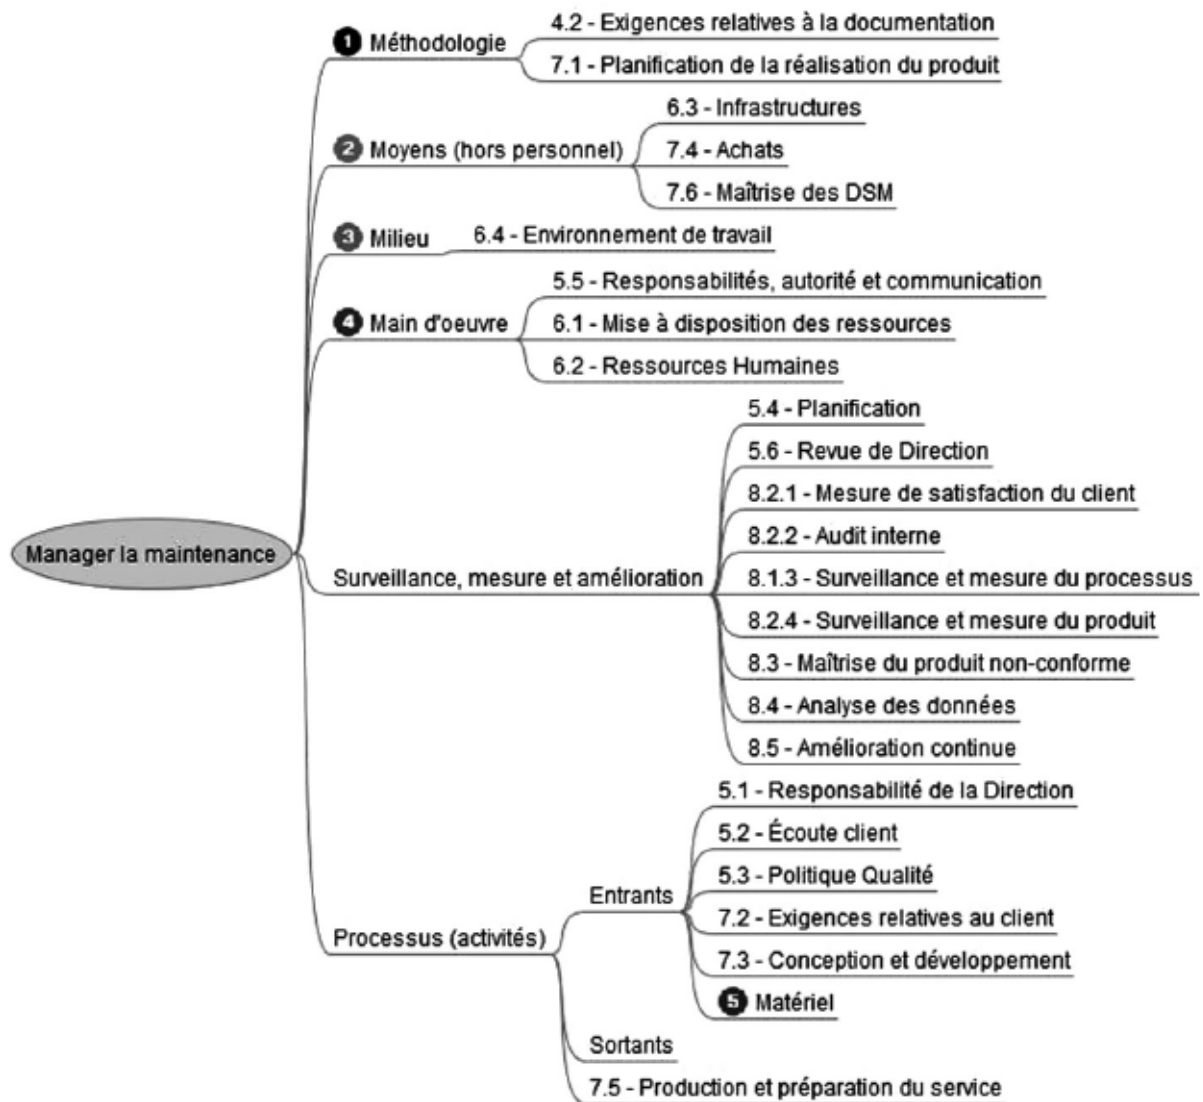 4.2 - Exigences relatives à la documentation
1 Méthodologie
7.1 - Planification de la réalisation du produit
6.3 - Infrastructures
2 Moyens (hors personnel)
7.4 - Achats
7.6 - Maîtrise des DSM
3 Milieu
6.4 - Environnement de travail
5.5 - Responsabilités, autorité et communication
4 Main d'oeuvre
6.1 - Mise à disposition des ressources
6.2 - Ressources Humaines
5.4 - Planification
5.6 - Revue de Direction
8.2.1 - Mesure de satisfaction du client
8.2.2 - Audit interne
Manager la maintenance
Surveillance, mesure et amélioration
8.1.3 - Surveillance et mesure du processus
8.2.4 - Surveillance et mesure du produit
8.3 - Maîtrise du produit non-conforme
8.4 - Analyse des données
8.5 - Amélioration continue
5.1 - Responsabilité de la Direction
5.2 - Écoute client
5.3 - Politique Qualité
Entrants
7.2 - Exigences relatives au client
Processus (activités)
7.3 - Conception et développement
5 Matériel
Sortants
7.5 - Production et préparation du service